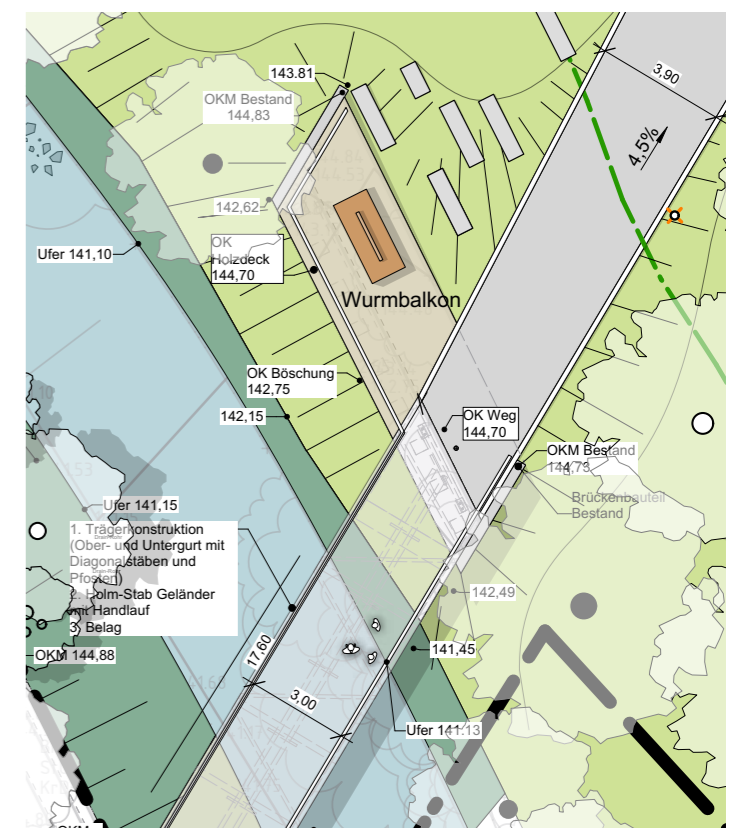 143.81
OKM Bestand
144,83
3,90
4,5%
142,62
OK
Holzdeck
144,70
Ufer 141,10
Wurmbalkon
OK Böschung
142,75
142,15
OK Weg
144,70
OKM Bestand
144,73
Brückenbauteil
Bestand
Ufer 141,15
1. Trägerkonstruktion
(Ober- und Untergurt mit
Diagonalstäben und
Pfosten)
2. Holm-Stab Geländer
mit Handlauf
3. Belag
142,49
OKM 144,88
17.60
141,45
3,00
Ufer 141.13
OKM